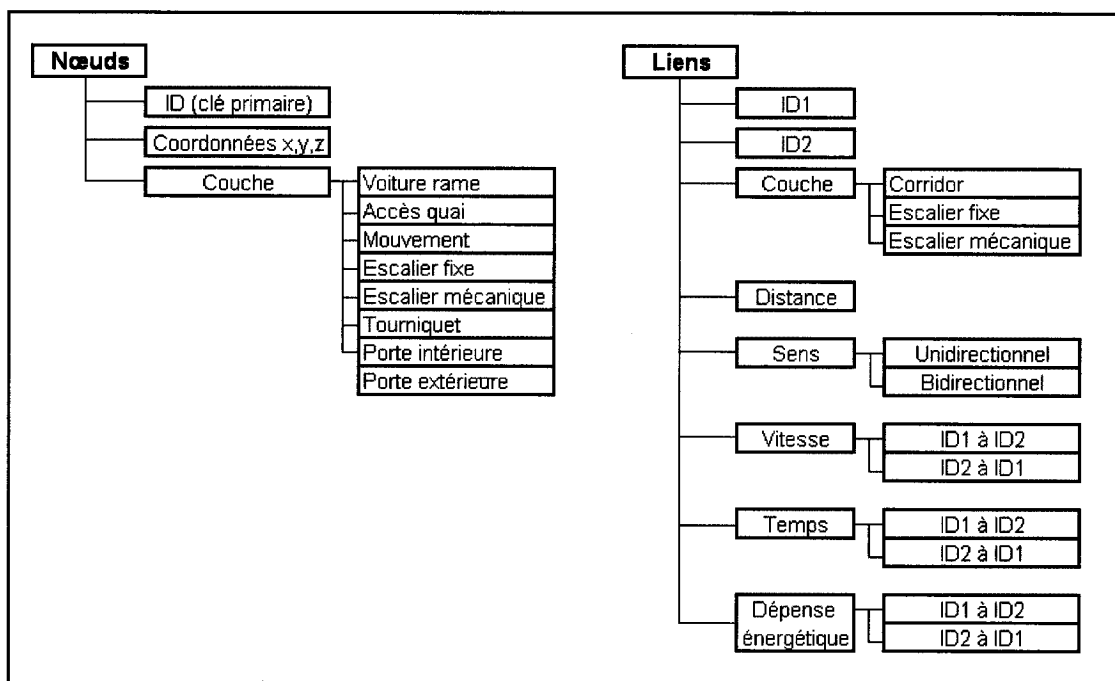 Nœuds
ID (clé primaire)
Coordonnées x,y,z
Couche
Voiture rame
Accès quai
Mouvement
Escalier fixe
Escalier mécanique
Tourniquet
Porte intérieure
Porte extérieure
Liens
ID1
ID2
Couche
Corridor
Escalier fixe
Escalier mécanique
Distance
Sens
Unidirectionnel
Bidirectionnel
Vitesse
ID1 à ID2
ID2 à ID1
Temps
ID1 à ID2
ID2 à ID1
Dépense
énergétique
ID1 à ID2
ID2 à ID1